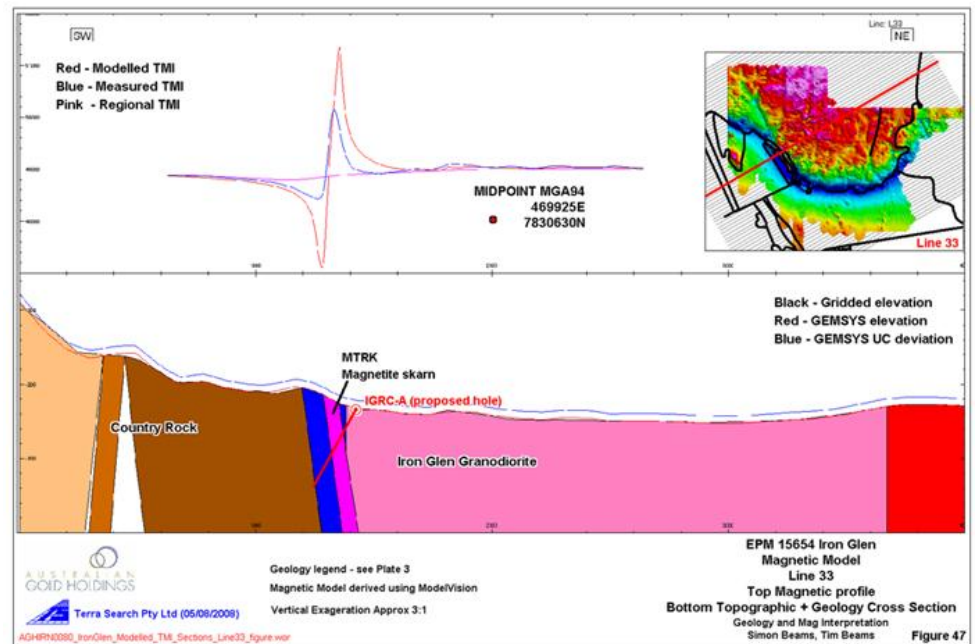 Line: L33
SW
NE
Red - Modelled TMI
Blue - Measured TMI
Pink - Regional TMI
MIDPOINT MGA94
469925E
7830630N
Line 33
Black - Gridded elevation
Red - GEMSYS elevation
Blue - GEMSYS UC deviation
MTRK
Magnetite skarn
IGRC-A (proposed hole)
Country Rock
Iron Glen Granodiorite
AUSTRALIAN
GOLD HOLDINGS
Terra Search Pty Ltd (05/08/2008)
AGHIRN0080_IronGlen_Modelled_TMI_Sections_Line33_figure.wor
Geology legend - see Plate 3
Magnetic Model derived using ModelVision
Vertical Exageration Approx 3:1
EPM 15654 Iron Glen
Magnetic Model
Line 33
Top Magnetic profile
Bottom Topographic + Geology Cross Section
Geology and Mag Interpretation
Simon Beams, Tim Beams
Figure 47